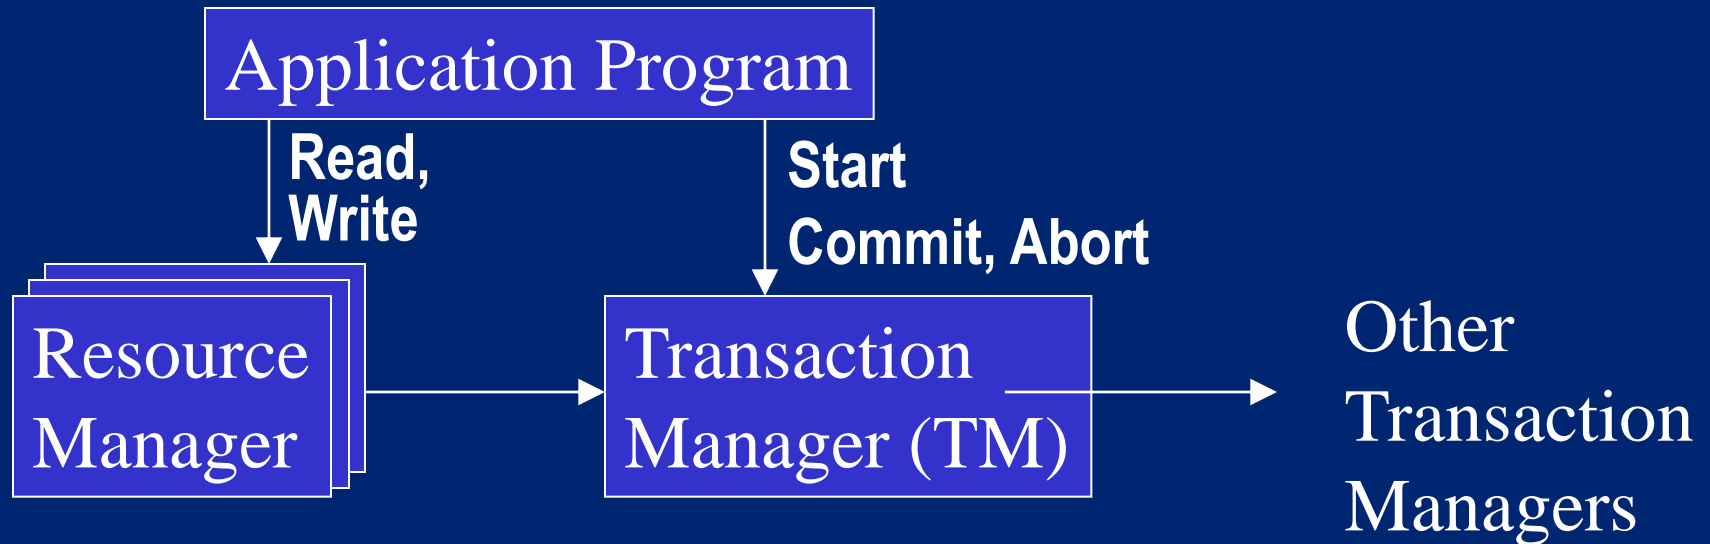 Application Program
Read,
Write
Start
Commit, Abort
Resource
Manager
Transaction
Manager (TM)
Other
Transaction
Managers